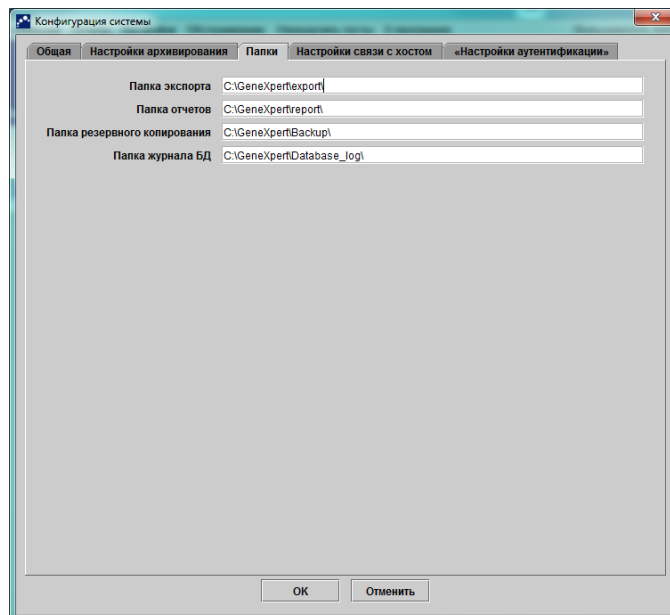 Конфигурация системы
Общая Настройки архивирования Папки Настройки связи с хостом «Настройки аутентификации»
Папка экспорта C:\GeneXpert\export\
Папка отчетов C:\GeneXpert\report\
Папка резервного копирования C:\GeneXpert\Backup\
Папка журнала БД C:\GeneXpert\Database_log\
ОК Отменить